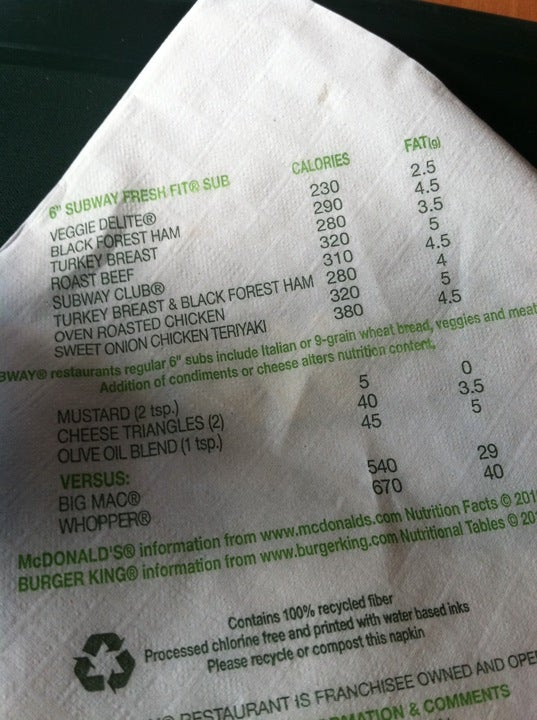 6" SUBWAY FRESH FIT® SUB CALORIES FAT(g)
VEGGIE DELITE® 230 2.5
BLACK FOREST HAM 290 4.5
TURKEY BREAST 280 3.5
ROAST BEEF 320 5
SUBWAY CLUB® 310 4.5
TURKEY BREAST & BLACK FOREST HAM 280 4
OVEN ROASTED CHICKEN 320 5
SWEET ONION CHICKEN TERIYAKI 380 4.5
BWAY® restaurants regular 6" subs include Italian or 9-grain wheat bread, veggies and meat
Addition of condiments or cheese alters nutrition content.
MUSTARD (2 tsp.) 5 0
CHEESE TRIANGLES (2) 40 3.5
OLIVE OIL BLEND (1 tsp.) 45 5
VERSUS:
BIG MAC® 540 29
WHOPPER® 670 40
McDONALD'S® information from www.mcdonalds.com Nutrition Facts © 201
BURGER KING® information from www.burgerking.com Nutritional Tables © 20
Contains 100% recycled fiber
Processed chlorine free and printed with water based inks
Please recycle or compost this napkin
RESTAURANT IS FRANCHISEE OWNED AND OPE
RMATION & COMMENTS